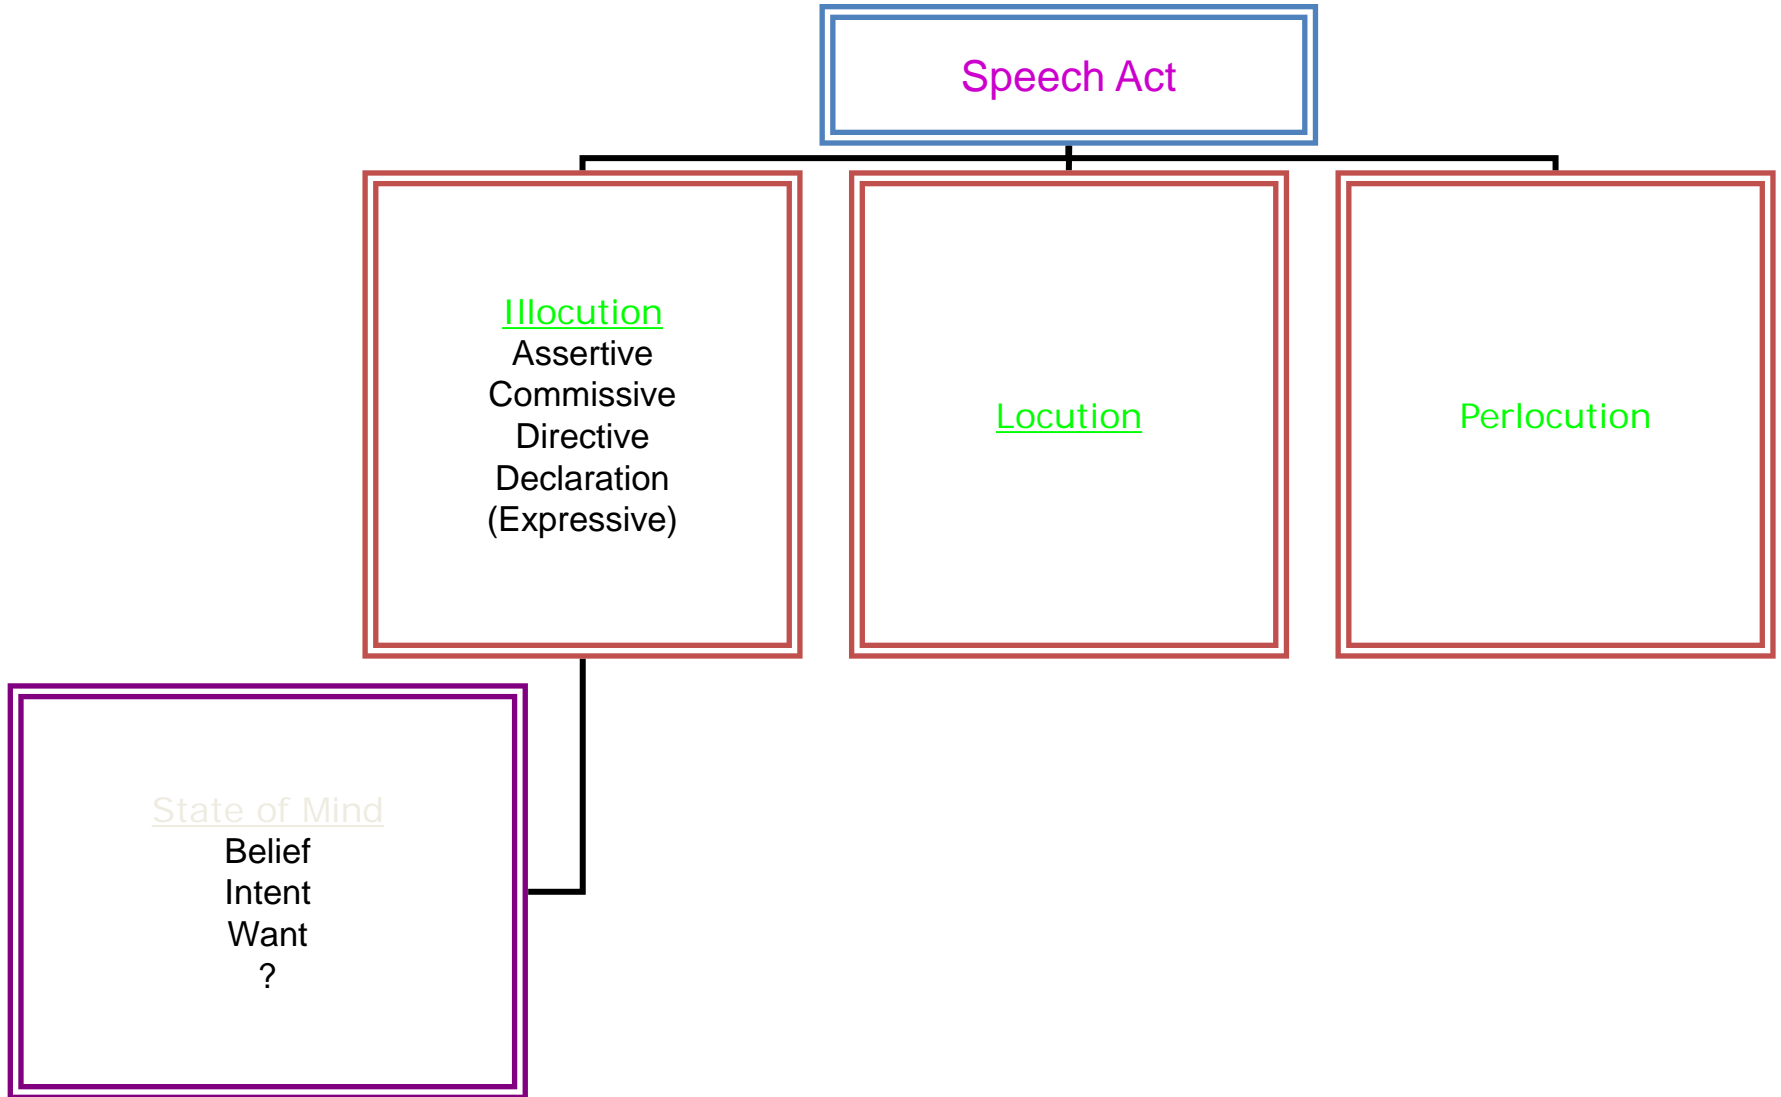 Speech Act
Illocution
Assertive
Commissive
Directive
Declaration
(Expressive)
Locution
Perlocution
State of Mind
Belief
Intent
Want
?